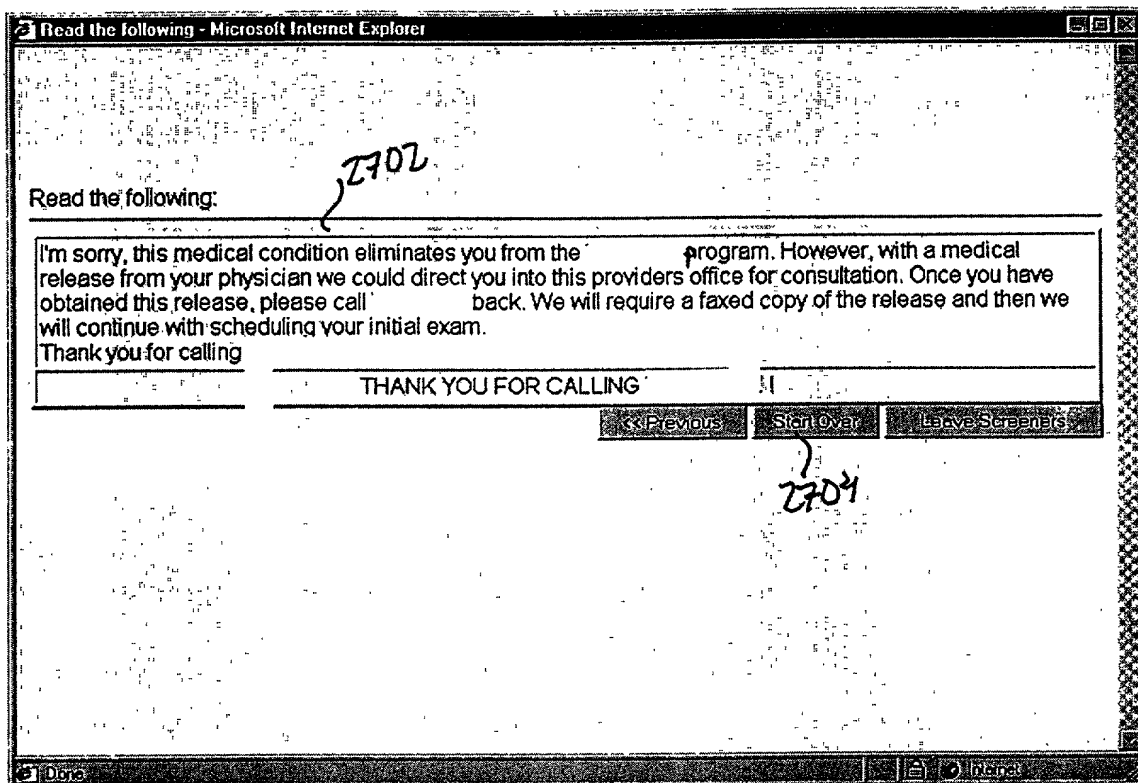 Read the following - Microsoft Internet Explorer
2702
Read the following:
I'm sorry, this medical condition eliminates you from the program. However, with a medical
release from your physician we could direct you into this providers office for consultation. Once you have
obtained this release, please call back. We will require a faxed copy of the release and then we
will continue with scheduling your initial exam.
Thank you for calling
THANK YOU FOR CALLING
<< Previous Start Over Leave Screeners
2704
Done Internet